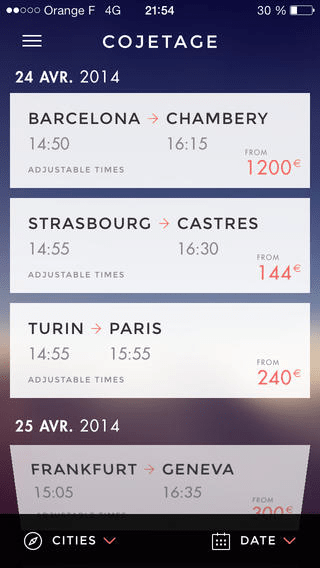 Orange F 4G 21:54 30 %
COJETAGE
24 AVR. 2014
BARCELONA → CHAMBERY
14:50 16:15
FROM
ADJUSTABLE TIMES 1200€
STRASBOURG → CASTRES
14:55 16:30
FROM
ADJUSTABLE TIMES 144€
TURIN → PARIS
14:55 15:55
FROM
ADJUSTABLE TIMES 240€
25 AVR. 2014
FRANKFURT → GENEVA
15:05 16:35
FROM
ADJUSTABLE TIMES 300€
CITIES DATE